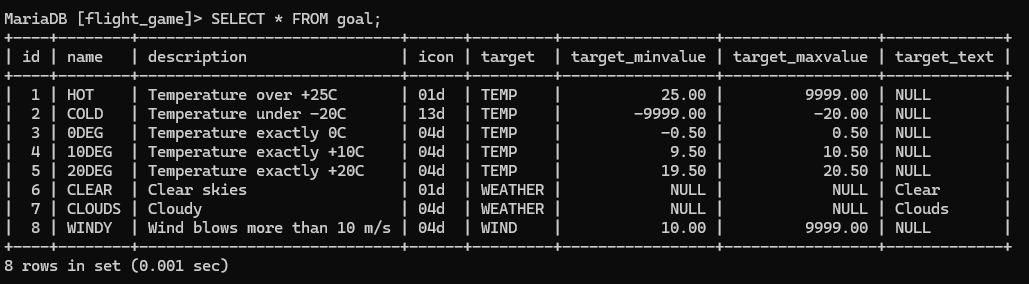 MariaDB [flight_game]> SELECT * FROM goal;
+----+--------+----------------------------+------+---------+-----------------+-----------------+-------------+
| id | name   | description                | icon | target  | target_minvalue | target_maxvalue | target_text |
+----+--------+----------------------------+------+---------+-----------------+-----------------+-------------+
|  1 | HOT    | Temperature over +25C      | 01d  | TEMP    |           25.00 |         9999.00 | NULL        |
|  2 | COLD   | Temperature under -20C     | 13d  | TEMP    |        -9999.00 |          -20.00 | NULL        |
|  3 | 0DEG   | Temperature exactly 0C     | 04d  | TEMP    |           -0.50 |            0.50 | NULL        |
|  4 | 10DEG  | Temperature exactly +10C   | 04d  | TEMP    |            9.50 |           10.50 | NULL        |
|  5 | 20DEG  | Temperature exactly +20C   | 04d  | TEMP    |           19.50 |           20.50 | NULL        |
|  6 | CLEAR  | Clear skies                | 01d  | WEATHER |            NULL |            NULL | Clear       |
|  7 | CLOUDS | Cloudy                     | 04d  | WEATHER |            NULL |            NULL | Clouds      |
|  8 | WINDY  | Wind blows more than 10 m/s | 04d  | WIND    |           10.00 |         9999.00 | NULL        |
+----+--------+----------------------------+------+---------+-----------------+-----------------+-------------+
8 rows in set (0.001 sec)